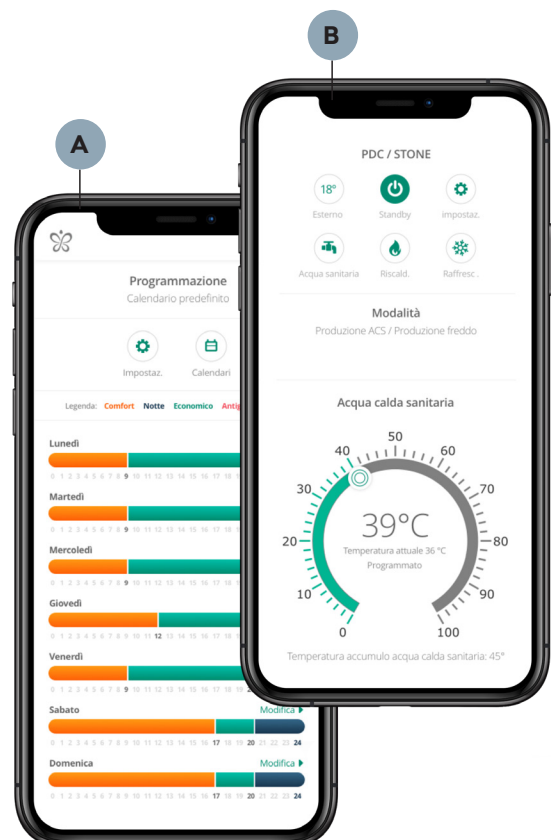 B
A
PDC / STONE
18°
Esterno Standby impostaz.
Acqua sanitaria Riscald. Raffresc .
Modalità
Produzione ACS / Produzione freddo
Acqua calda sanitaria
0 10 20 30 40 50 60 70 80 90 100
39°C
Temperatura attuale 36 °C
Programmato
Temperatura accumulo acqua calda sanitaria: 45°
Programmazione
Calendario predefinito
Impostaz. Calendari
Legenda: Comfort Notte Economico
Lunedì
0 1 2 3 4 5 6 7 8 9 10 11 12 13 14 15 16 17 18
Martedì
0 1 2 3 4 5 6 7 8 9 10 11 12 13 14 15 16 17 18
Mercoledì
0 1 2 3 4 5 6 7 8 9 10 11 12 13 14 15 16 17 18
Giovedì
0 1 2 3 4 5 6 7 8 9 10 11 12 13 14 15 16 17 18
Venerdì
0 1 2 3 4 5 6 7 8 9 10 11 12 13 14 15 16 17 18 19
Sabato Modifica
0 1 2 3 4 5 6 7 8 9 10 11 12 13 14 15 16 17 18 19 20 21 22 23 24
Domenica Modifica
0 1 2 3 4 5 6 7 8 9 10 11 12 13 14 15 16 17 18 19 20 21 22 23 24